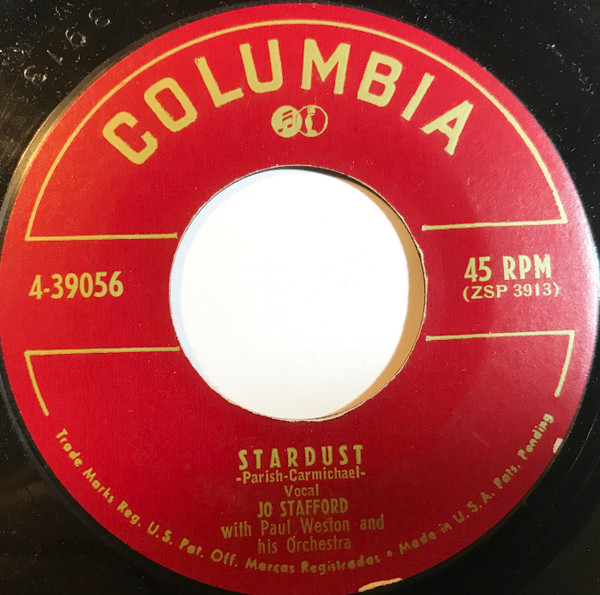 COLUMBIA
4-39056
45 RPM
(ZSP 3913)
STARDUST
-Parish-Carmichael-
Vocal
JO STAFFORD
with Paul Weston and
his Orchestra
Trade Marks Reg. U.S. Pat. Off. Marcas Registradas • Made in U.S.A. Pats. Pending